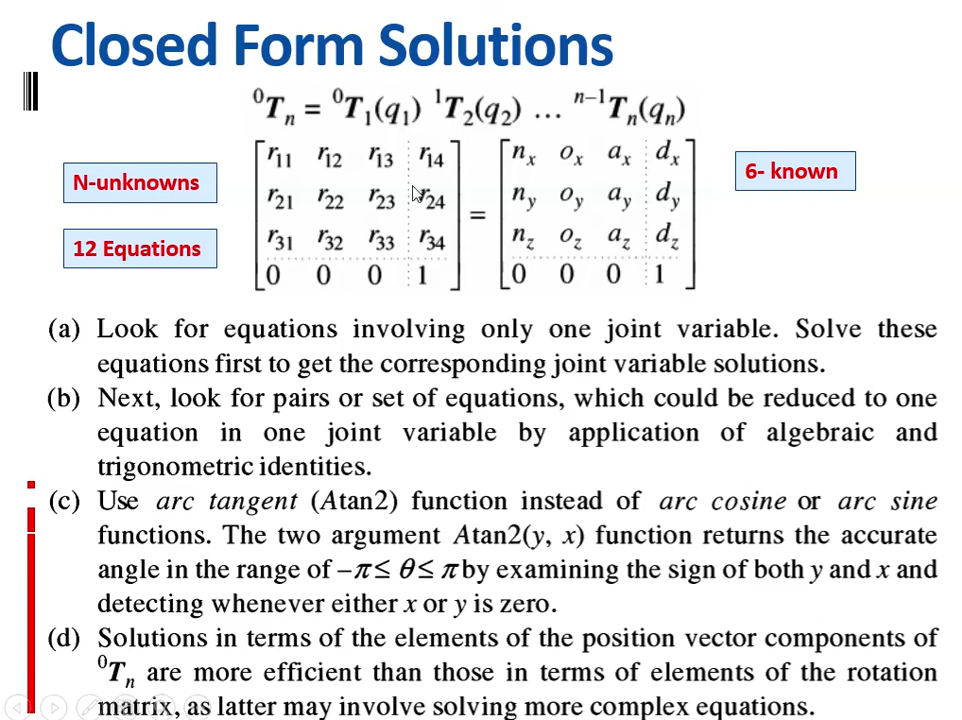 Closed Form Solutions
⁰Tₙ = ⁰T₁(q₁) ¹T₂(q₂) … ⁿ⁻¹Tₙ(qₙ)
N-unknowns
12 Equations
r₁₁ r₁₂ r₁₃ r₁₄
r₂₁ r₂₂ r₂₃ r₂₄
r₃₁ r₃₂ r₃₃ r₃₄
0 0 0 1
=
nₓ oₓ aₓ dₓ
n_y o_y a_y d_y
n_z o_z a_z d_z
0 0 0 1
6- known
(a) Look for equations involving only one joint variable. Solve these
equations first to get the corresponding joint variable solutions.
(b) Next, look for pairs or set of equations, which could be reduced to one
equation in one joint variable by application of algebraic and
trigonometric identities.
(c) Use arc tangent (Atan2) function instead of arc cosine or arc sine
functions. The two argument Atan2(y, x) function returns the accurate
angle in the range of –π≤ θ≤ π by examining the sign of both y and x and
detecting whenever either x or y is zero.
(d) Solutions in terms of the elements of the position vector components of
⁰Tₙ are more efficient than those in terms of elements of the rotation
matrix, as latter may involve solving more complex equations.